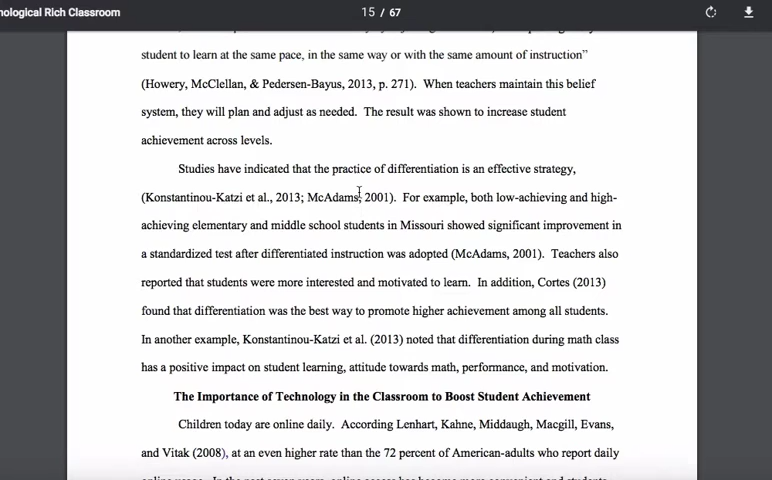 nological Rich Classroom
15 / 67
student to learn at the same pace, in the same way or with the same amount of instruction”
(Howery, McClellan, & Pedersen-Bayus, 2013, p. 271). When teachers maintain this belief
system, they will plan and adjust as needed. The result was shown to increase student
achievement across levels.
Studies have indicated that the practice of differentiation is an effective strategy,
(Konstantinou-Katzi et al., 2013; McAdams, 2001). For example, both low-achieving and high-
achieving elementary and middle school students in Missouri showed significant improvement in
a standardized test after differentiated instruction was adopted (McAdams, 2001). Teachers also
reported that students were more interested and motivated to learn. In addition, Cortes (2013)
found that differentiation was the best way to promote higher achievement among all students.
In another example, Konstantinou-Katzi et al. (2013) noted that differentiation during math class
has a positive impact on student learning, attitude towards math, performance, and motivation.
The Importance of Technology in the Classroom to Boost Student Achievement
Children today are online daily. According Lenhart, Kahne, Middaugh, Macgill, Evans,
and Vitak (2008), at an even higher rate than the 72 percent of American-adults who report daily